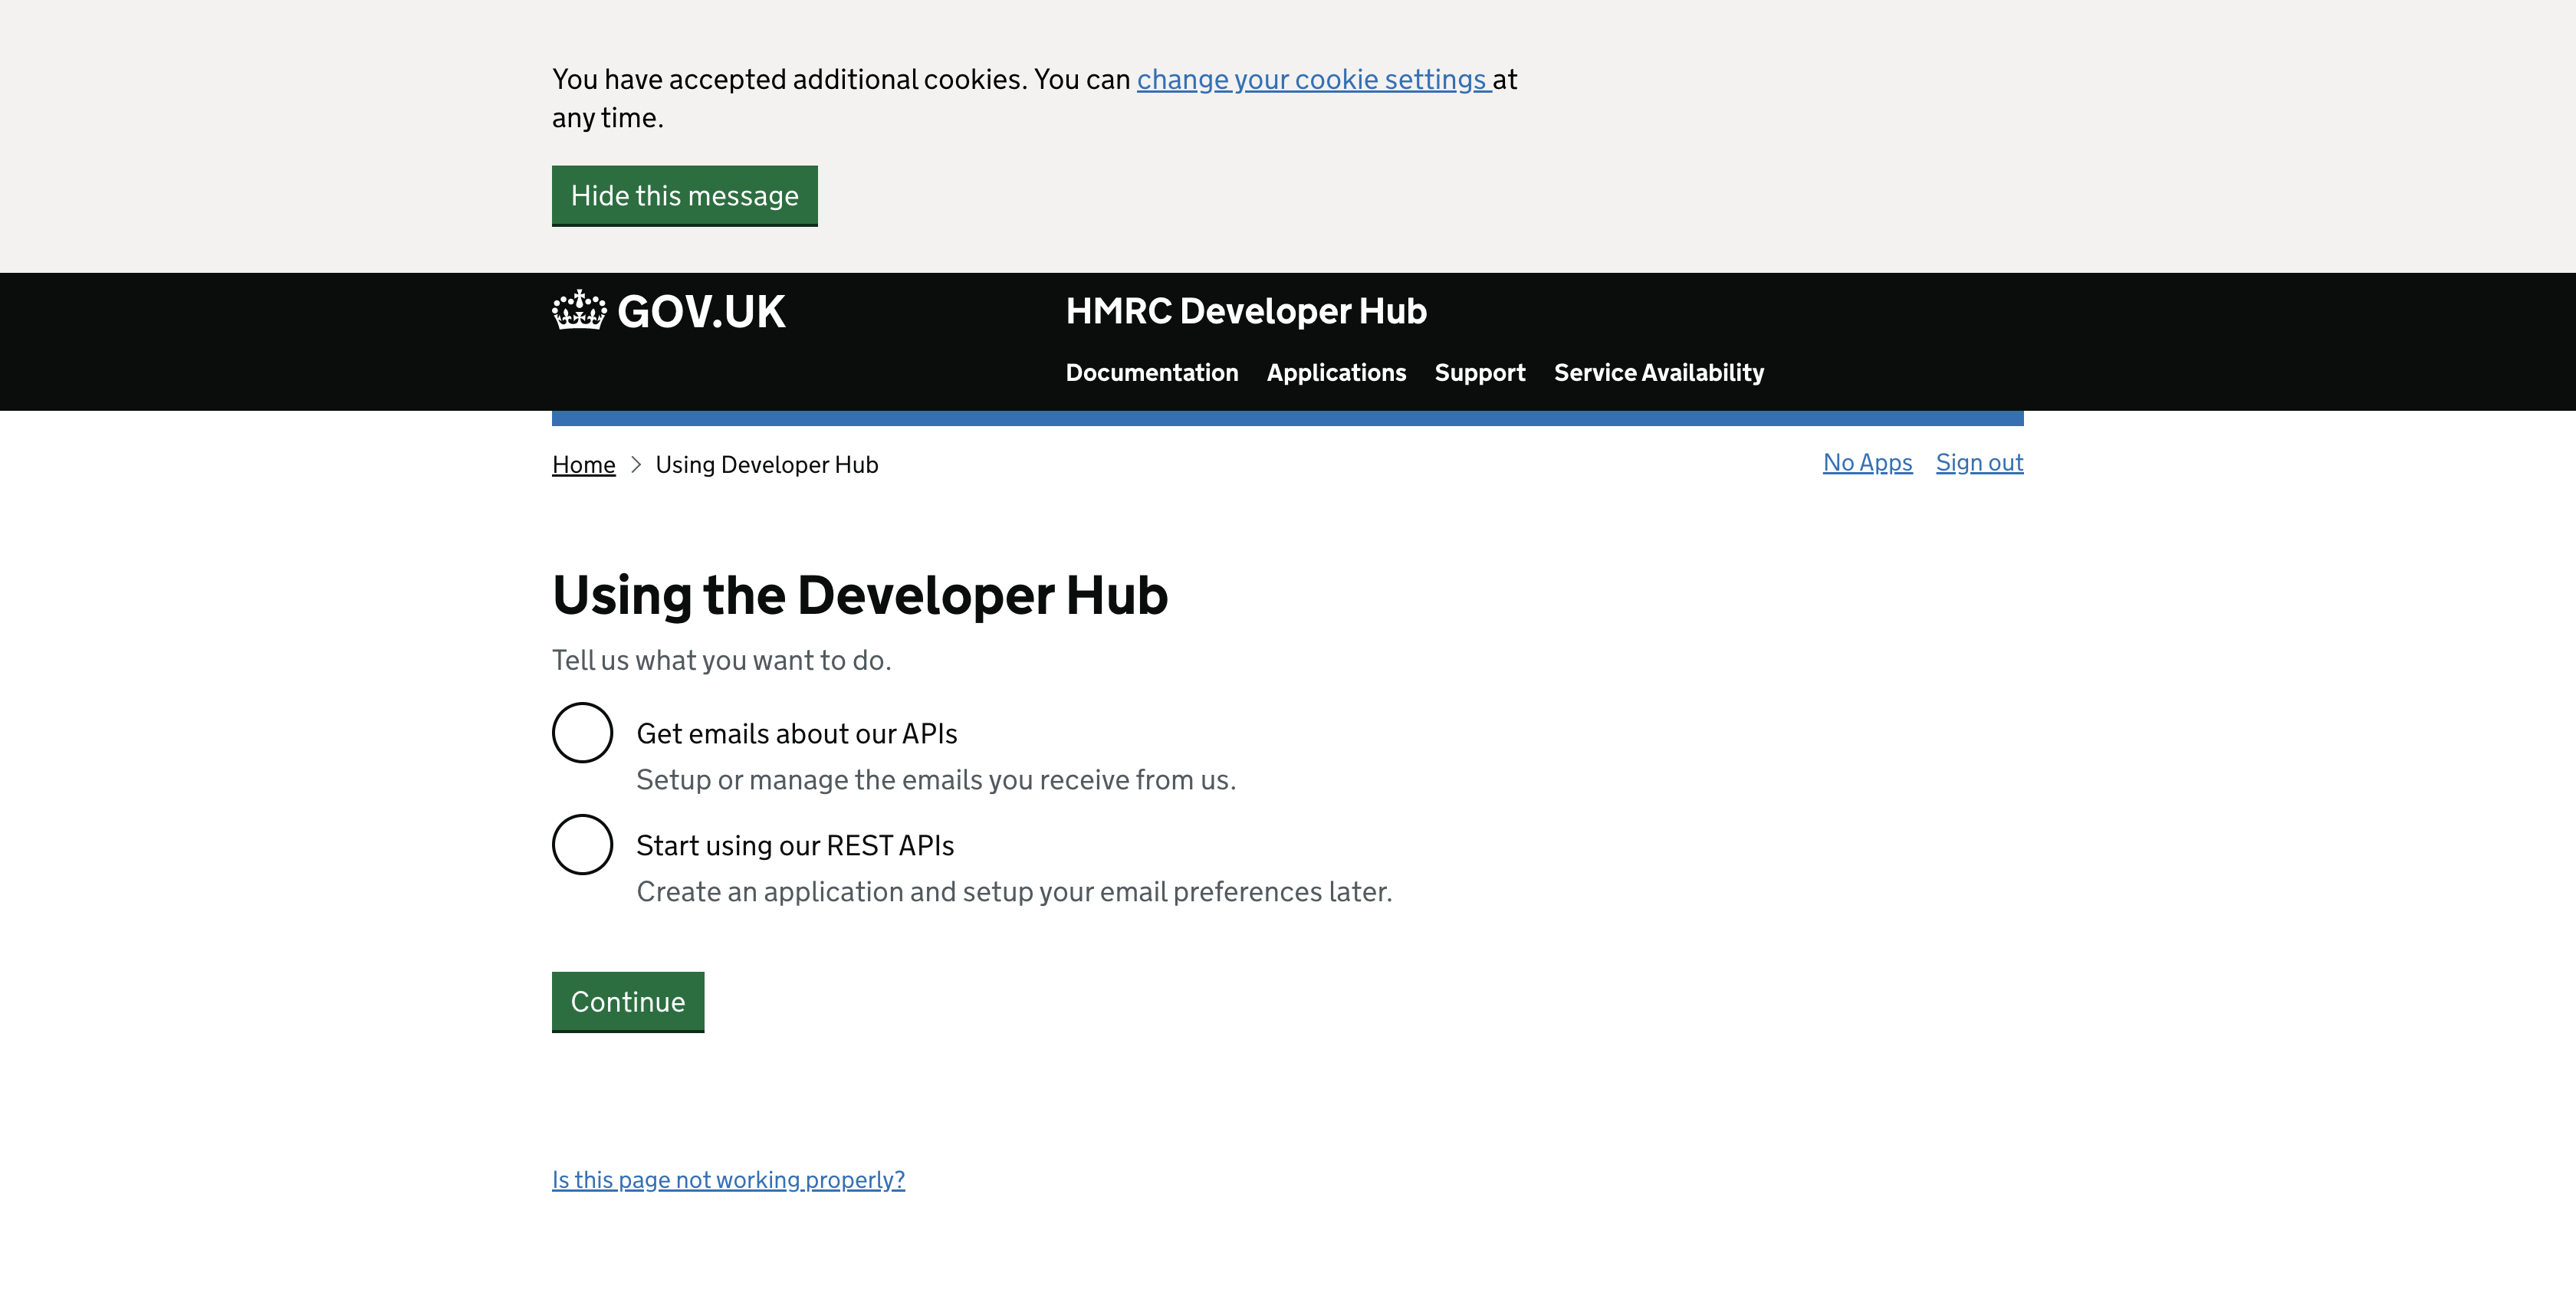 You have accepted additional cookies. You can change your cookie settings at
any time.
Hide this message
GOV.UK
HMRC Developer Hub
Documentation Applications Support Service Availability
Home > Using Developer Hub
No Apps Sign out
Using the Developer Hub
Tell us what you want to do.
Get emails about our APIs
Setup or manage the emails you receive from us.
Start using our REST APIs
Create an application and setup your email preferences later.
Continue
Is this page not working properly?